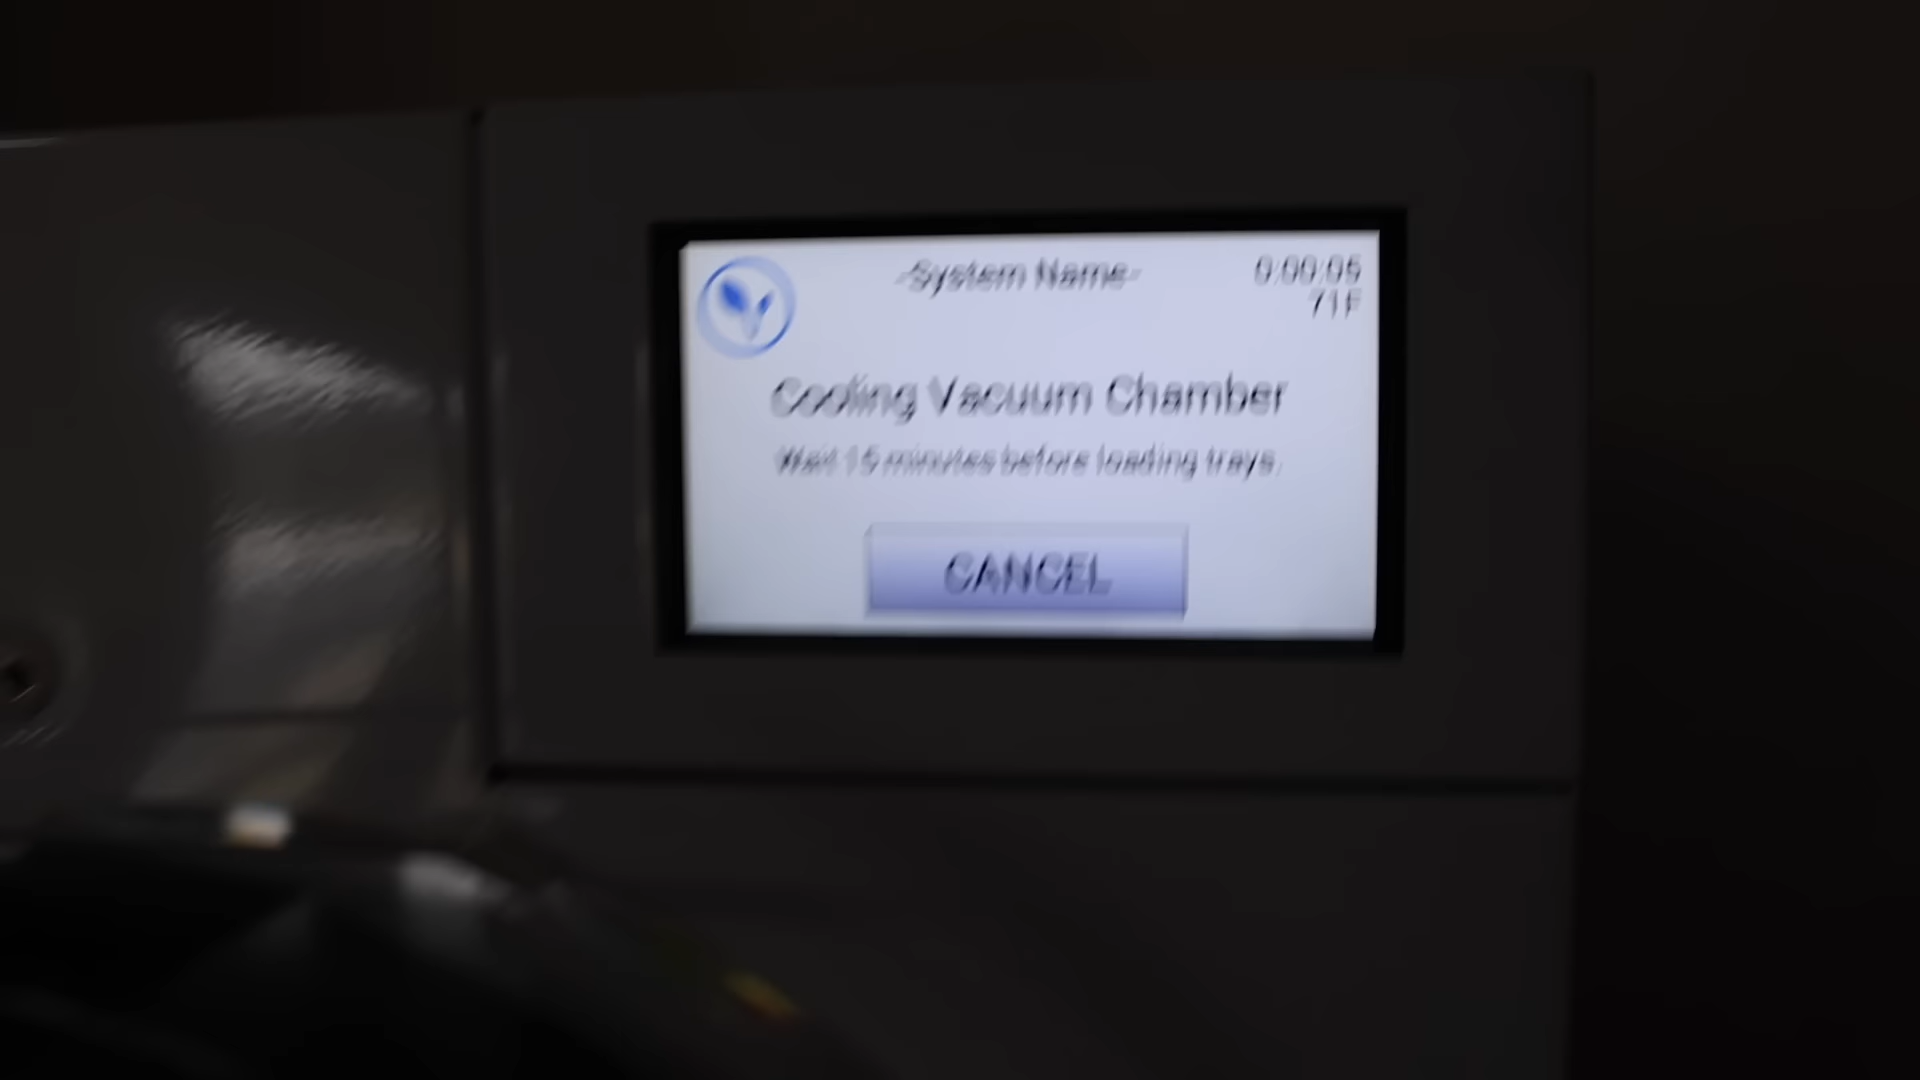 -System Name-
0:00:05
71F
Cooling Vacuum Chamber
Wait 15 minutes before loading trays.
CANCEL